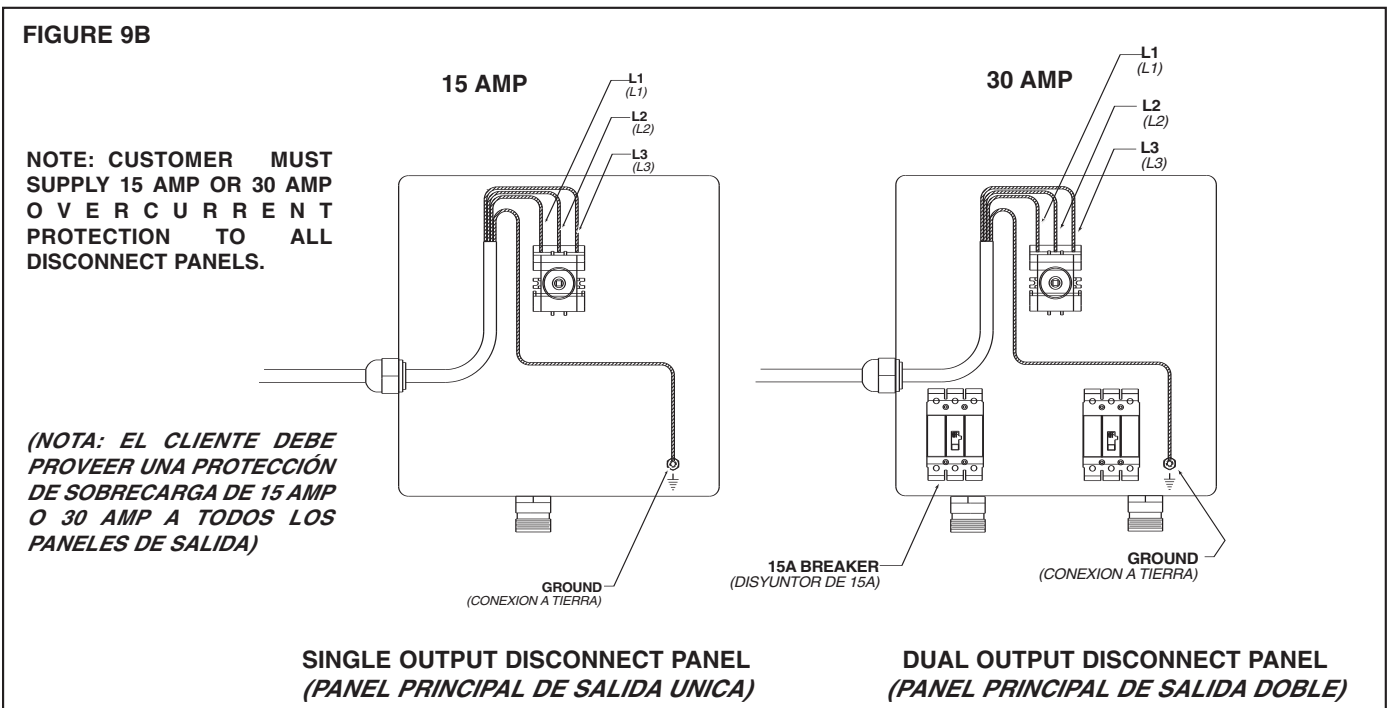 FIGURE 9B
15 AMP
L1
(L1)
L2
(L2)
L3
(L3)
30 AMP
L1
(L1)
L2
(L2)
L3
(L3)
NOTE: CUSTOMER MUST
SUPPLY 15 AMP OR 30 AMP
OVERCURRENT
PROTECTION TO ALL
DISCONNECT PANELS.
(NOTA: EL CLIENTE DEBE
PROVEER UNA PROTECCIÓN
DE SOBRECARGA DE 15 AMP
O 30 AMP A TODOS LOS
PANELES DE SALIDA)
GROUND
(CONEXION A TIERRA)
15A BREAKER
(DISYUNTOR DE 15A)
GROUND
(CONEXION A TIERRA)
SINGLE OUTPUT DISCONNECT PANEL
(PANEL PRINCIPAL DE SALIDA UNICA)
DUAL OUTPUT DISCONNECT PANEL
(PANEL PRINCIPAL DE SALIDA DOBLE)